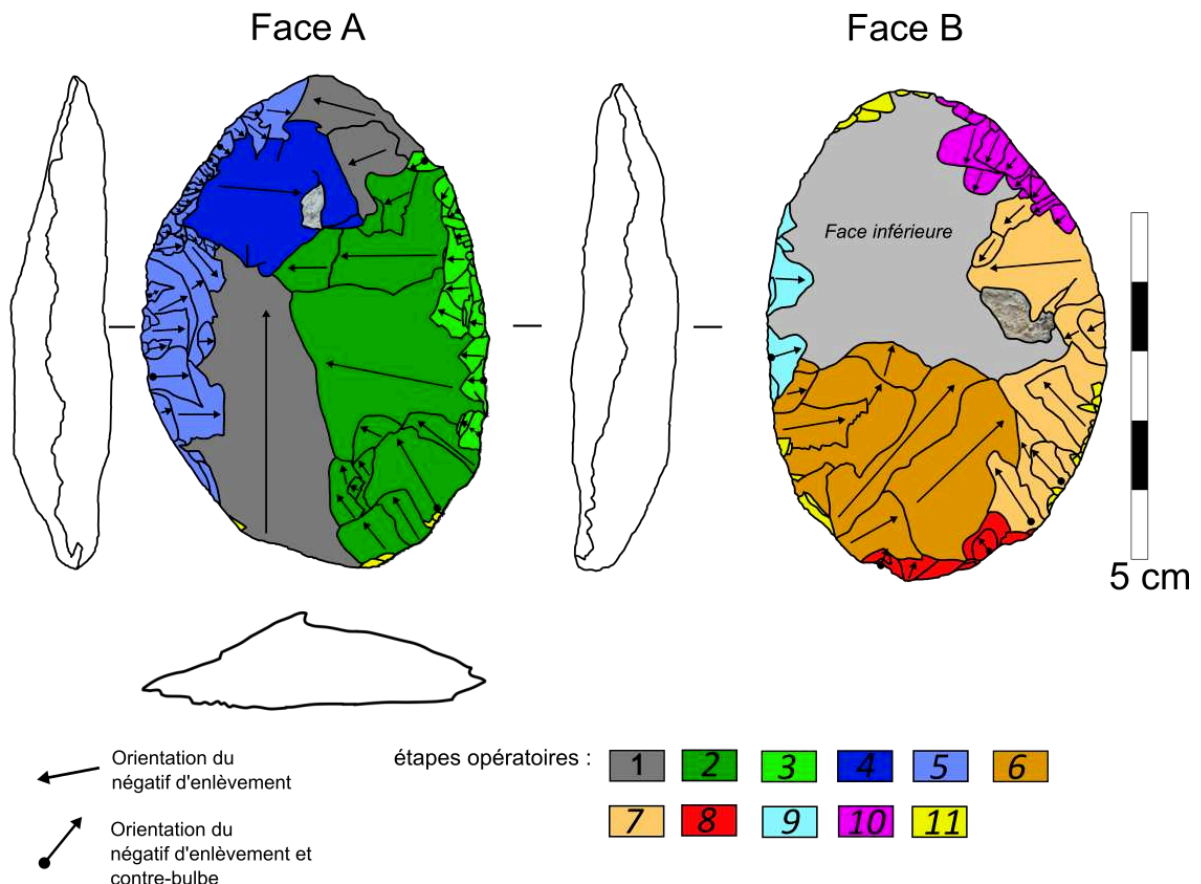 Face A
Face B
Face inférieure
5 cm
Orientation du
négatif d'enlèvement
Orientation du
négatif d'enlèvement et
contre-bulbe
étapes opératoires :
1 2 3 4 5 6
7 8 9 10 11